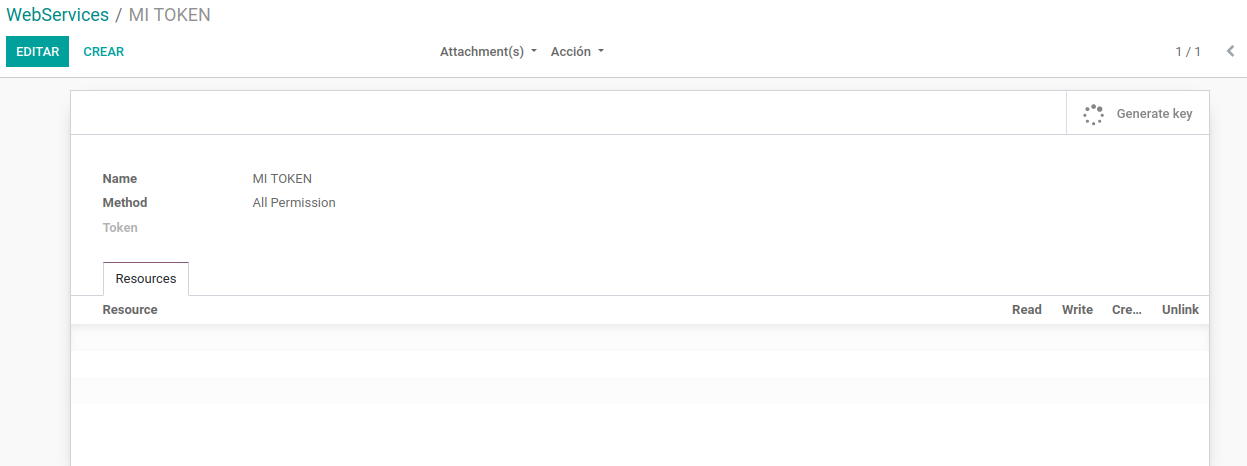 WebServices / MI TOKEN
EDITAR CREAR Attachment(s) Acción 1 / 1
Generate key
Name MI TOKEN
Method All Permission
Token
Resources
Resource Read Write Cre... Unlink